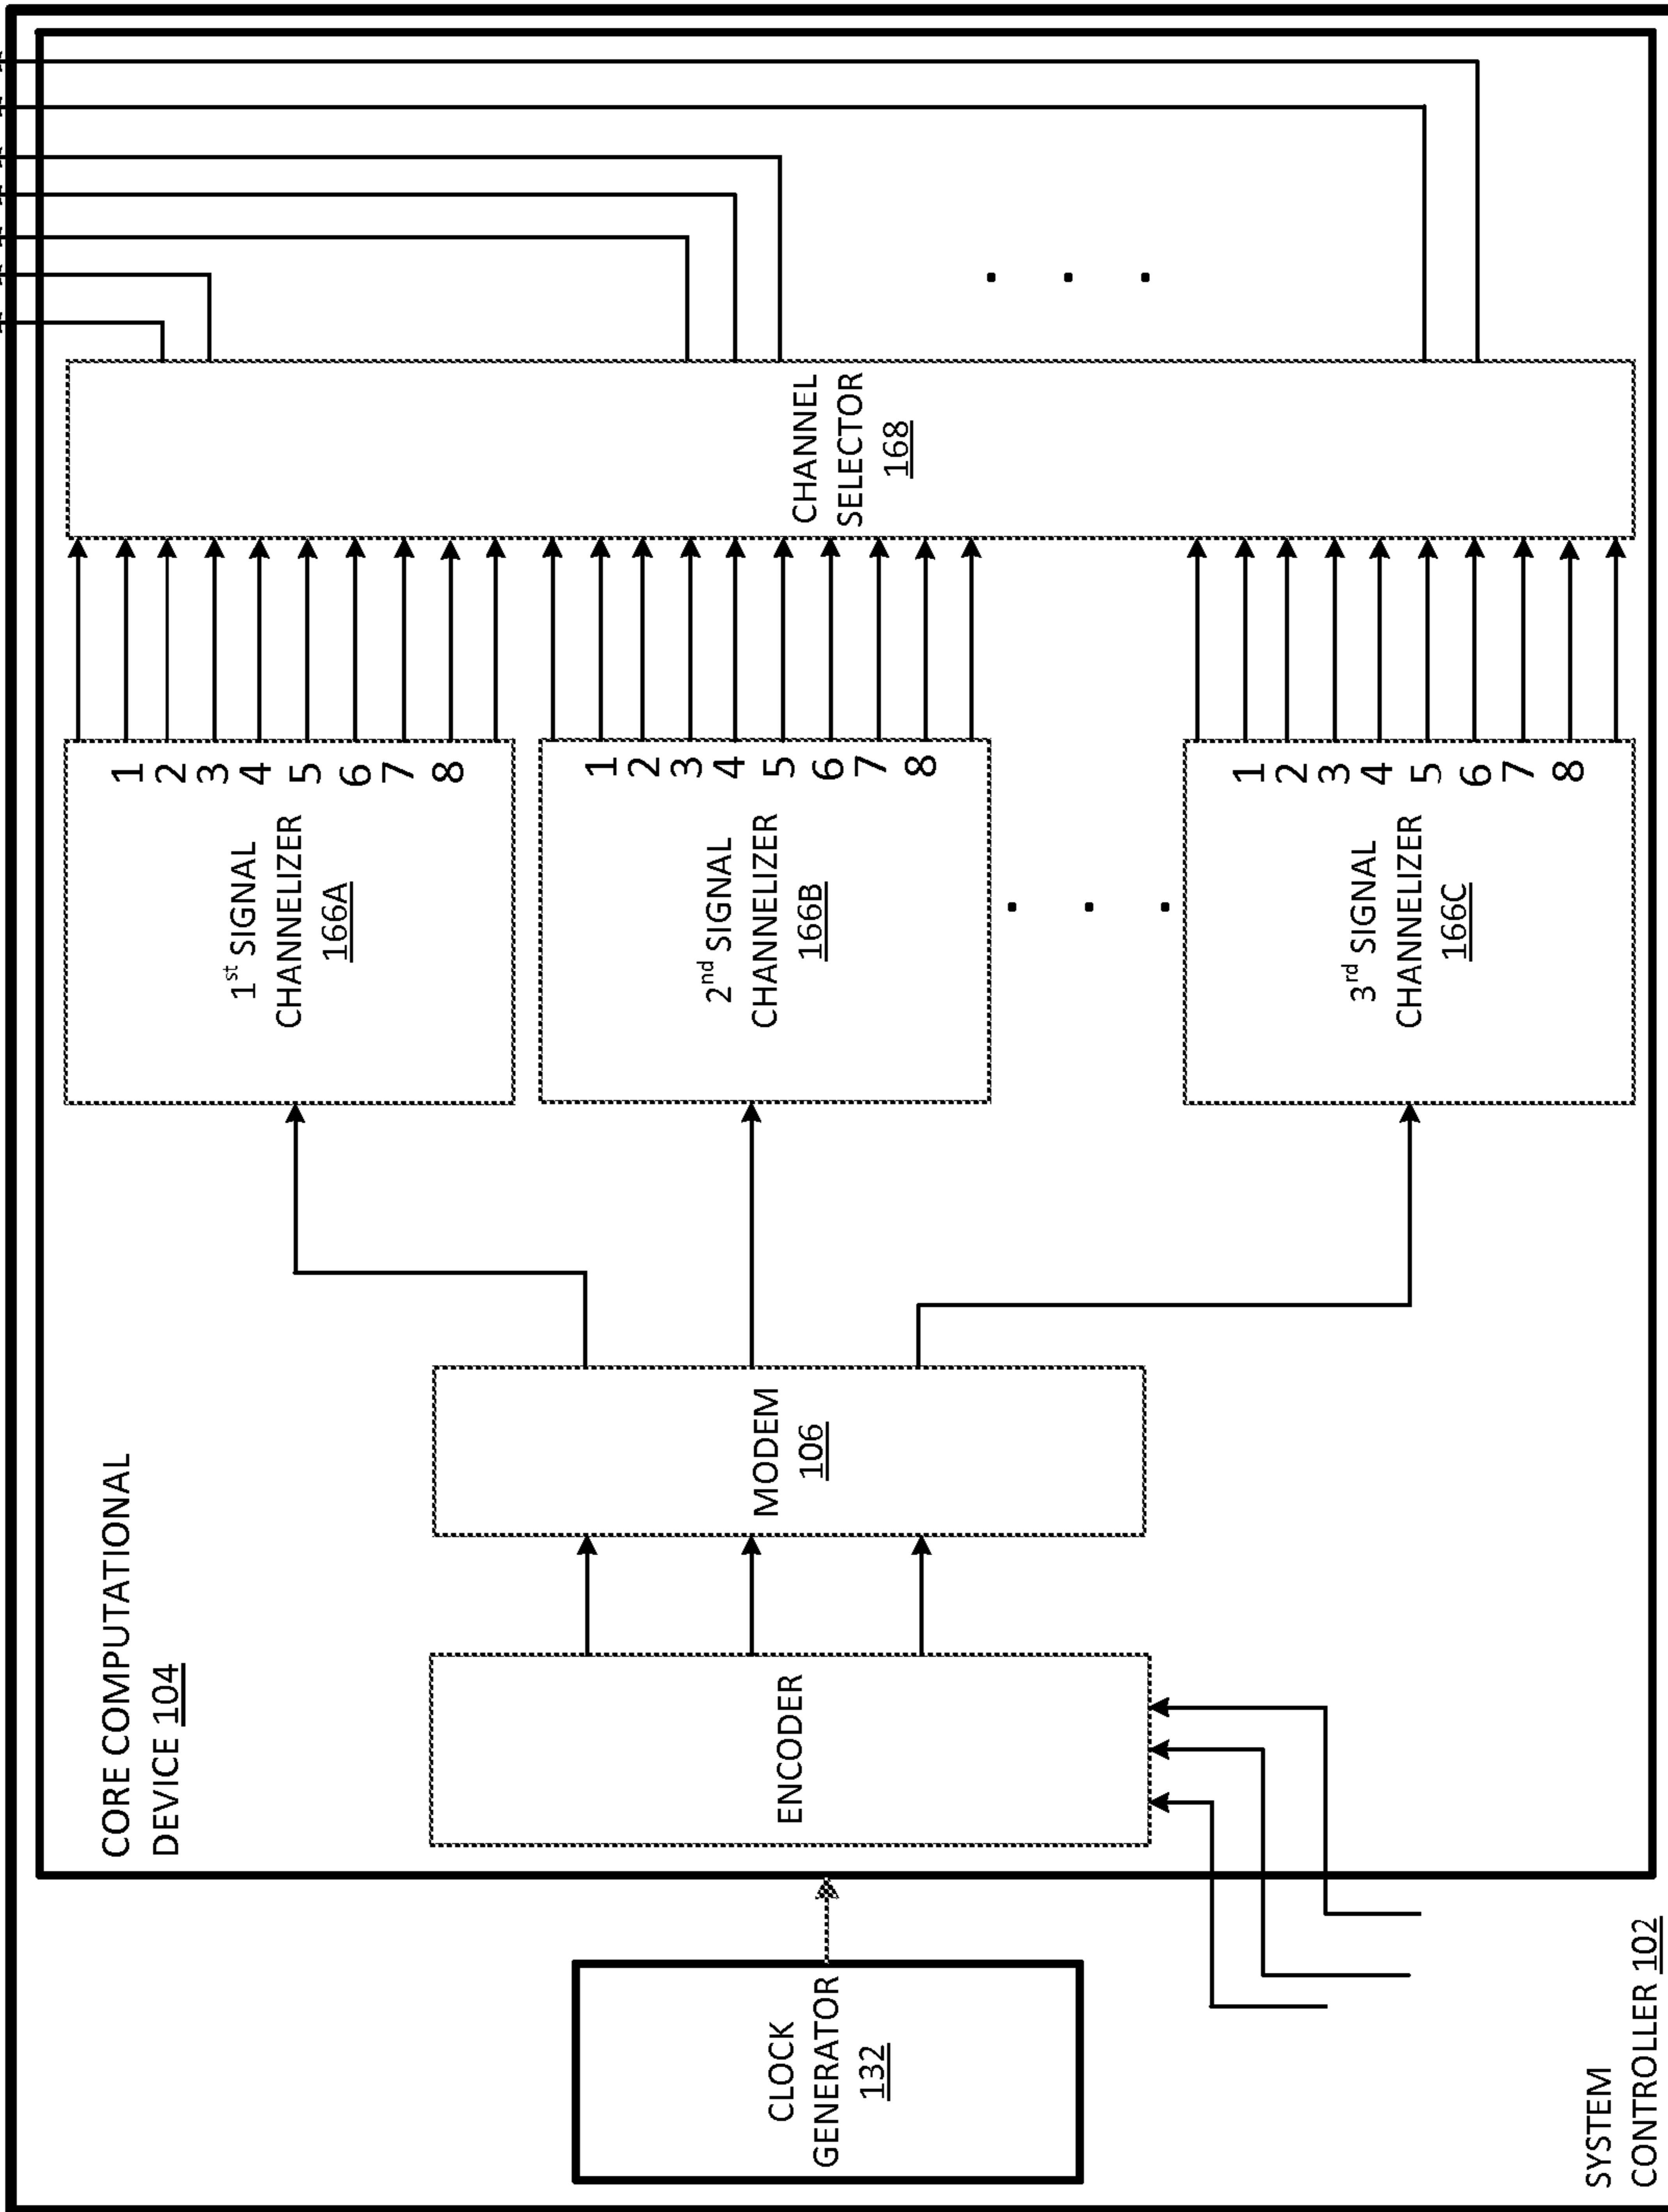 CORE COMPUTATIONAL
DEVICE 104
CLOCK
GENERATOR
132
SYSTEM
CONTROLLER 102
ENCODER
MODEM
106
1st SIGNAL
CHANNELIZER
166A
1
2
3
4
5
6
7
8
2nd SIGNAL
CHANNELIZER
166B
1
2
3
4
5
6
7
8
3rd SIGNAL
CHANNELIZER
166C
1
2
3
4
5
6
7
8
CHANNEL
SELECTOR
168